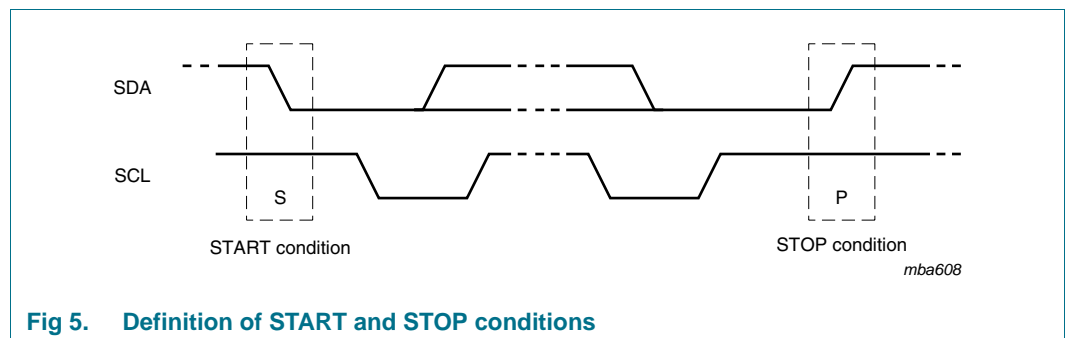 SDA
SCL
S
P
START condition
STOP condition
mba608
Fig 5. Definition of START and STOP conditions